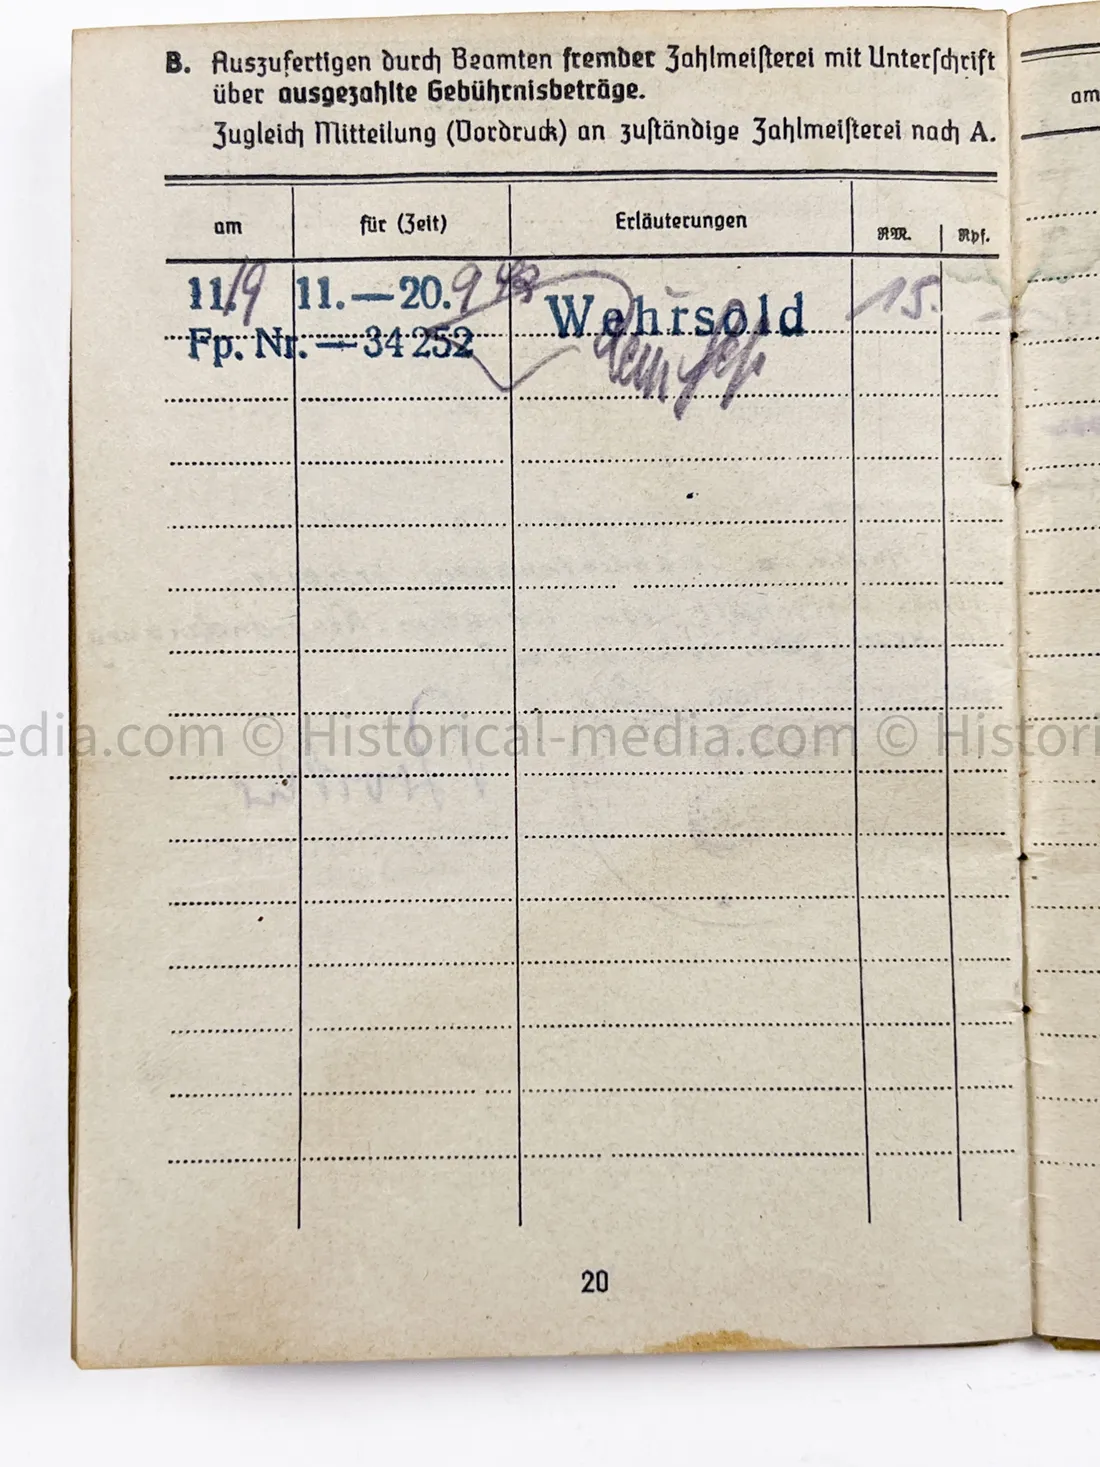 B. Auszufertigen durch Beamten fremder Zahlmeisterei mit Unterschrift
über ausgezahlte Gebührnisbeträge.
Zugleich Mitteilung (Vordruck) an zuständige Zahlmeisterei nach A.
am für (Zeit) Erläuterungen RM. Rpf.
am
11./9 11.—20.9 Wehrsold 15.
Fp. Nr. — 34 252
edia.com © Historical-media.com © Histori
20